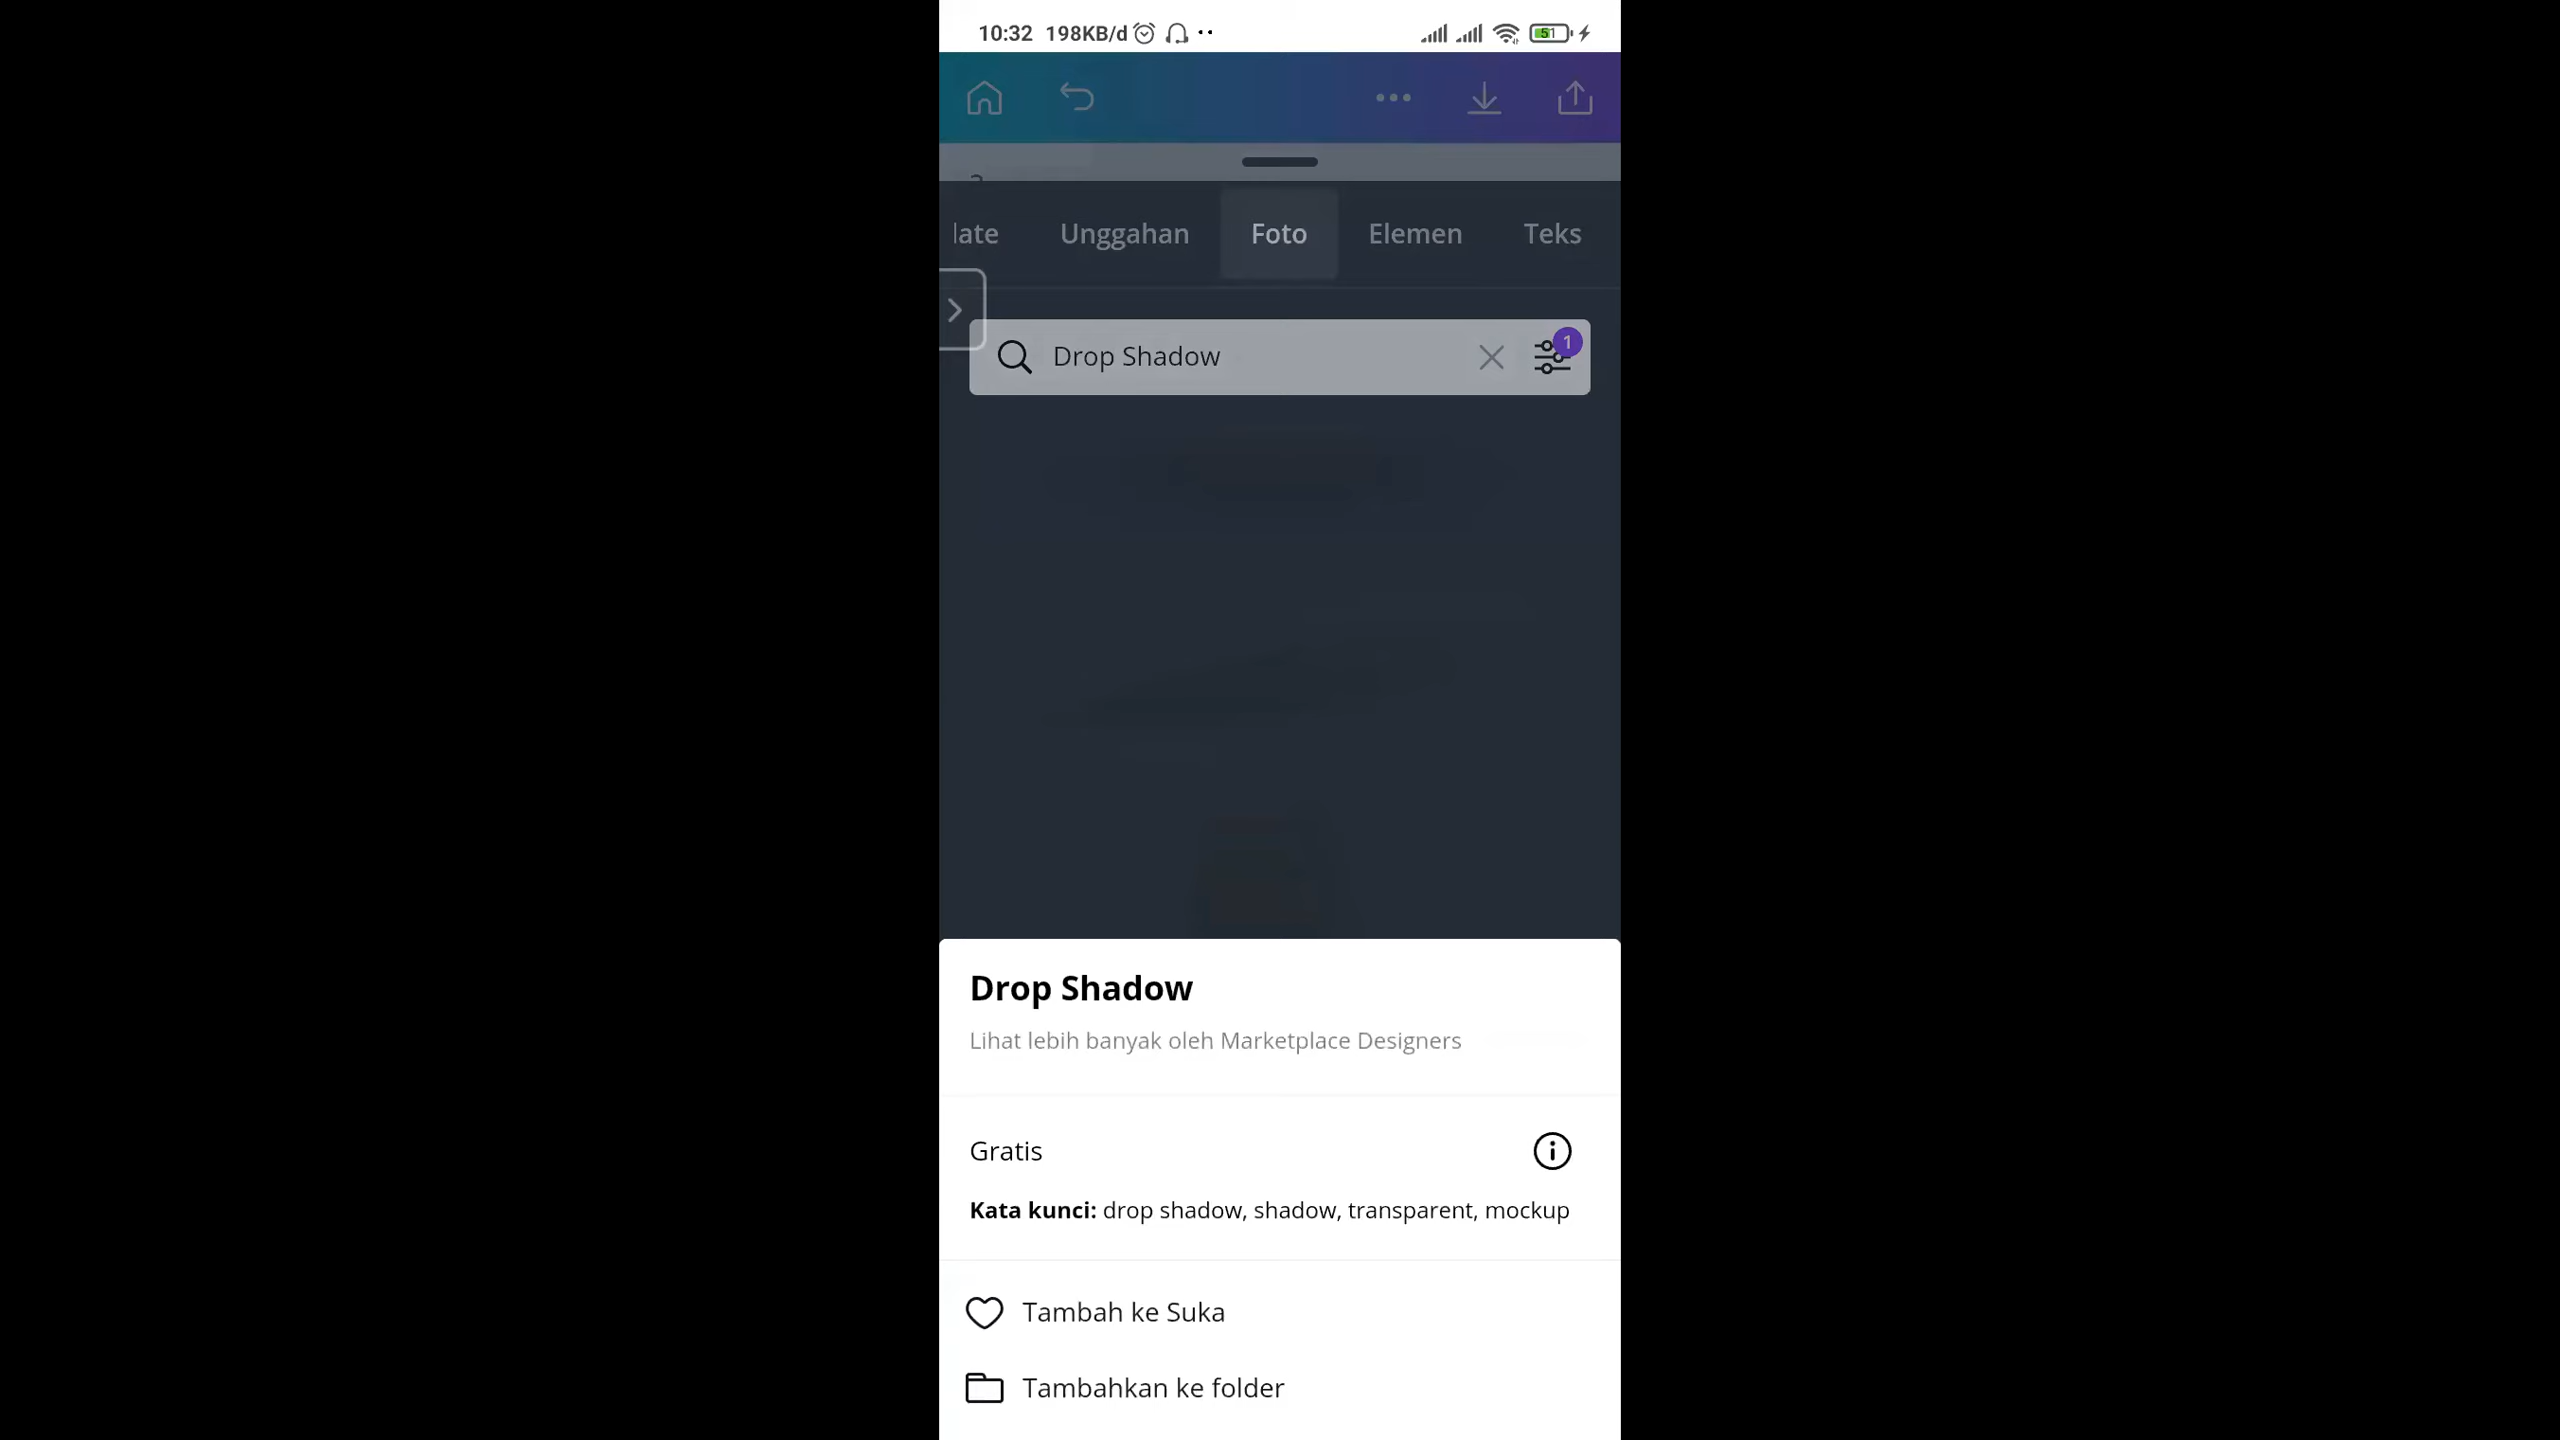 10:32 198KB/d 51
late Unggahan Foto Elemen Teks
Drop Shadow 1
Drop Shadow
Lihat lebih banyak oleh Marketplace Designers
Gratis
Kata kunci: drop shadow, shadow, transparent, mockup
Tambah ke Suka
Tambahkan ke folder